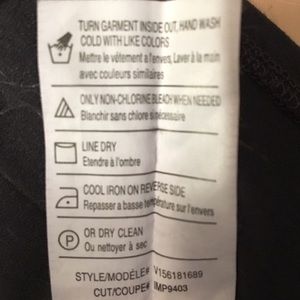 TURN GARMENT INSIDE OUT, HAND WASH
COLD WITH LIKE COLORS
Mettre le vêtement a l'envers, Laver à la main
avec couleurs similaires
ONLY NON-CHLORINE BLEACH WHEN NEEDED
Blanchir sans chlore si nécessaire
LINE DRY
Etendre à l'ombre
COOL IRON ON REVERSE SIDE
Repasser a basse température sur l'envers
P
OR DRY CLEAN
Ou nettoyer à sec
STYLE/MODÈLE# V156181689
CUT/COUPE# IMP9403